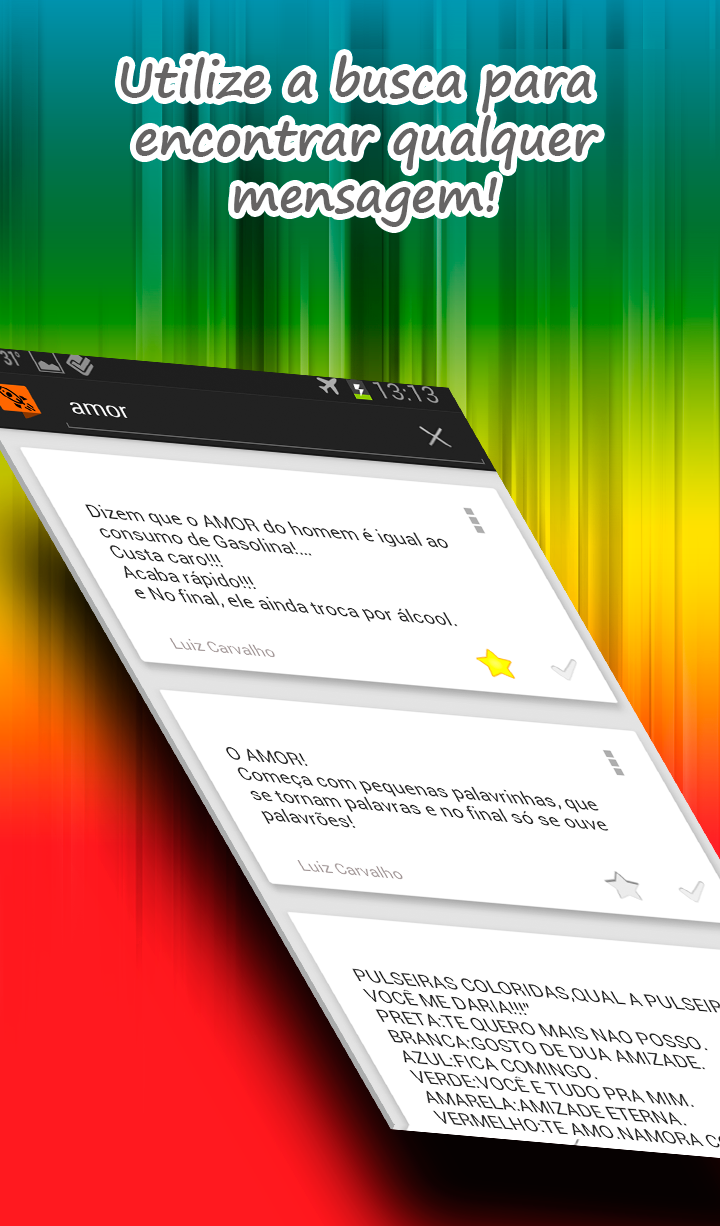 Utilize a busca para
encontrar qualquer
mensagem!
31°
13:13
amor
Dizem que o AMOR do homem é igual ao
consumo de Gasolina!...
Custa caro!!!
Acaba rápido!!!
e No final, ele ainda troca por álcool.
Luiz Carvalho
O AMOR!
Começa com pequenas palavrinhas, que
se tornam palavras e no final só se ouve
palavrões!
Luiz Carvalho
PULSEIRAS COLORIDAS,QUAL A PULSEIR
VOCÊ ME DARIA!!!"
PRETA:TE QUERO MAIS NAO POSSO.
BRANCA:GOSTO DE DUA AMIZADE.
AZUL:FICA COMINGO.
VERDE:VOCÊ E TUDO PRA MIM.
AMARELA:AMIZADE ETERNA.
VERMELHO:TE AMO.NAMORA